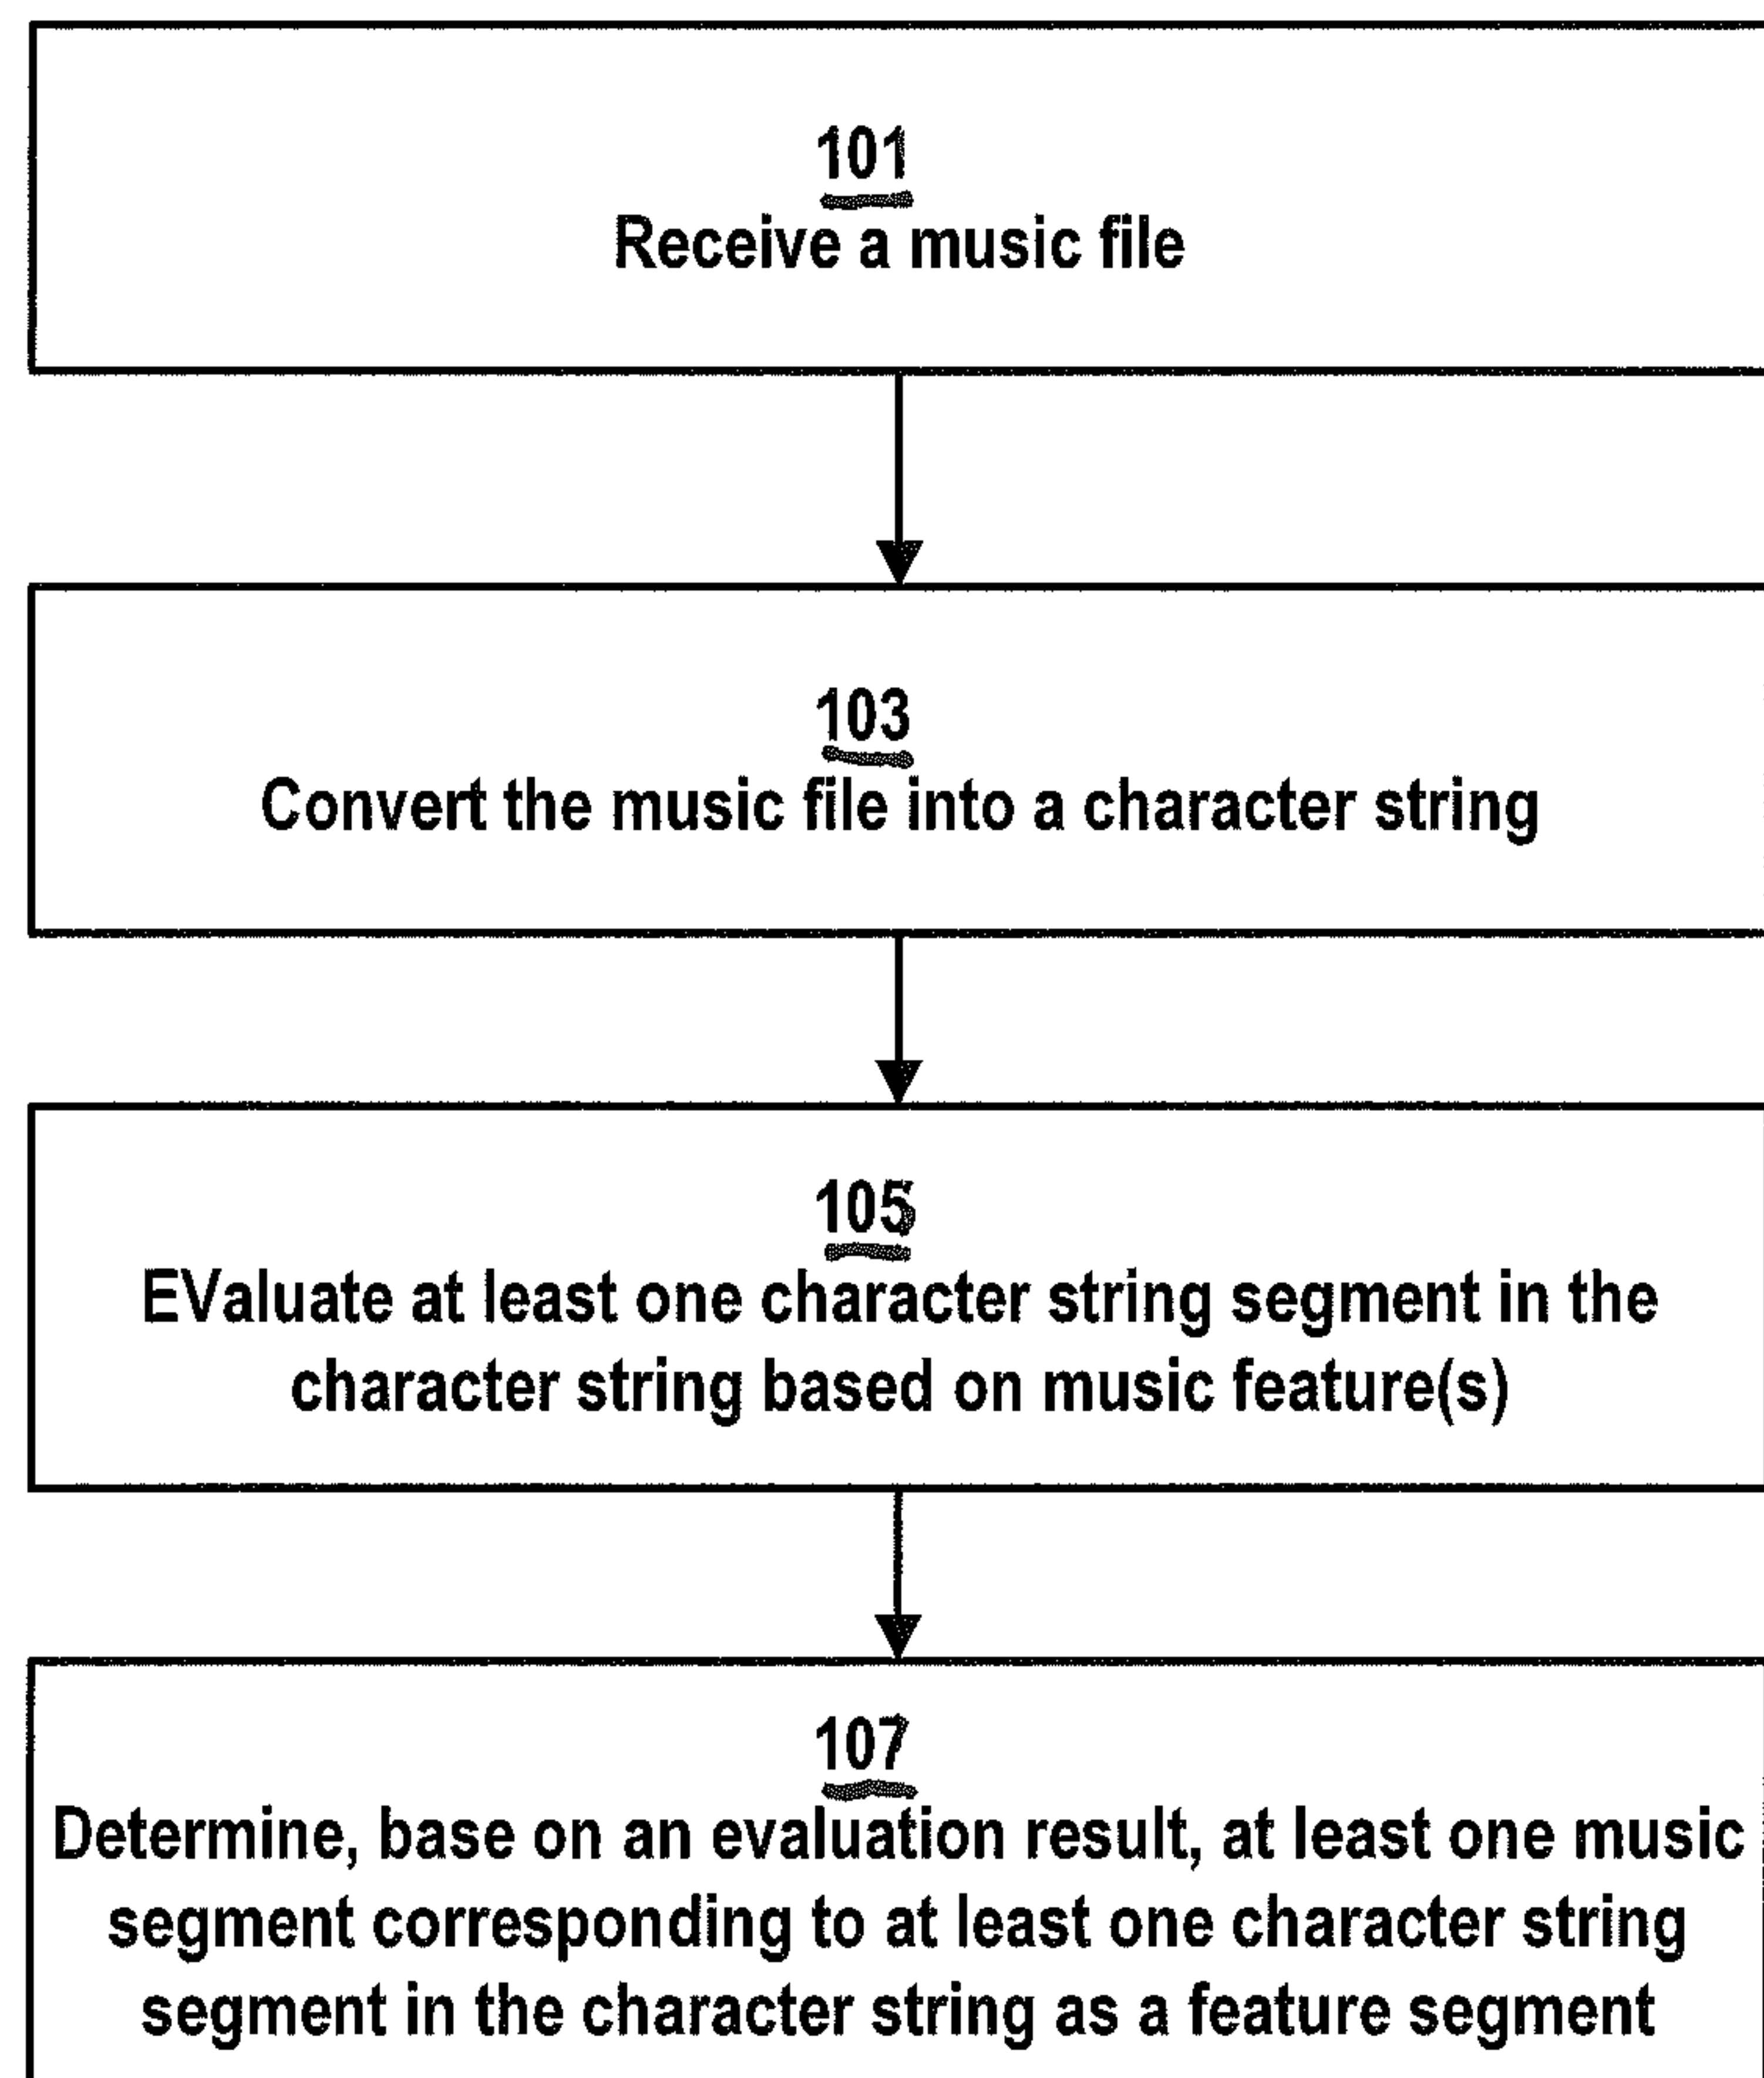 101
Receive a music file
103
Convert the music file into a character string
105
EValuate at least one character string segment in the
character string based on music feature(s)
107
Determine, base on an evaluation result, at least one music
segment corresponding to at least one character string
segment in the character string as a feature segment